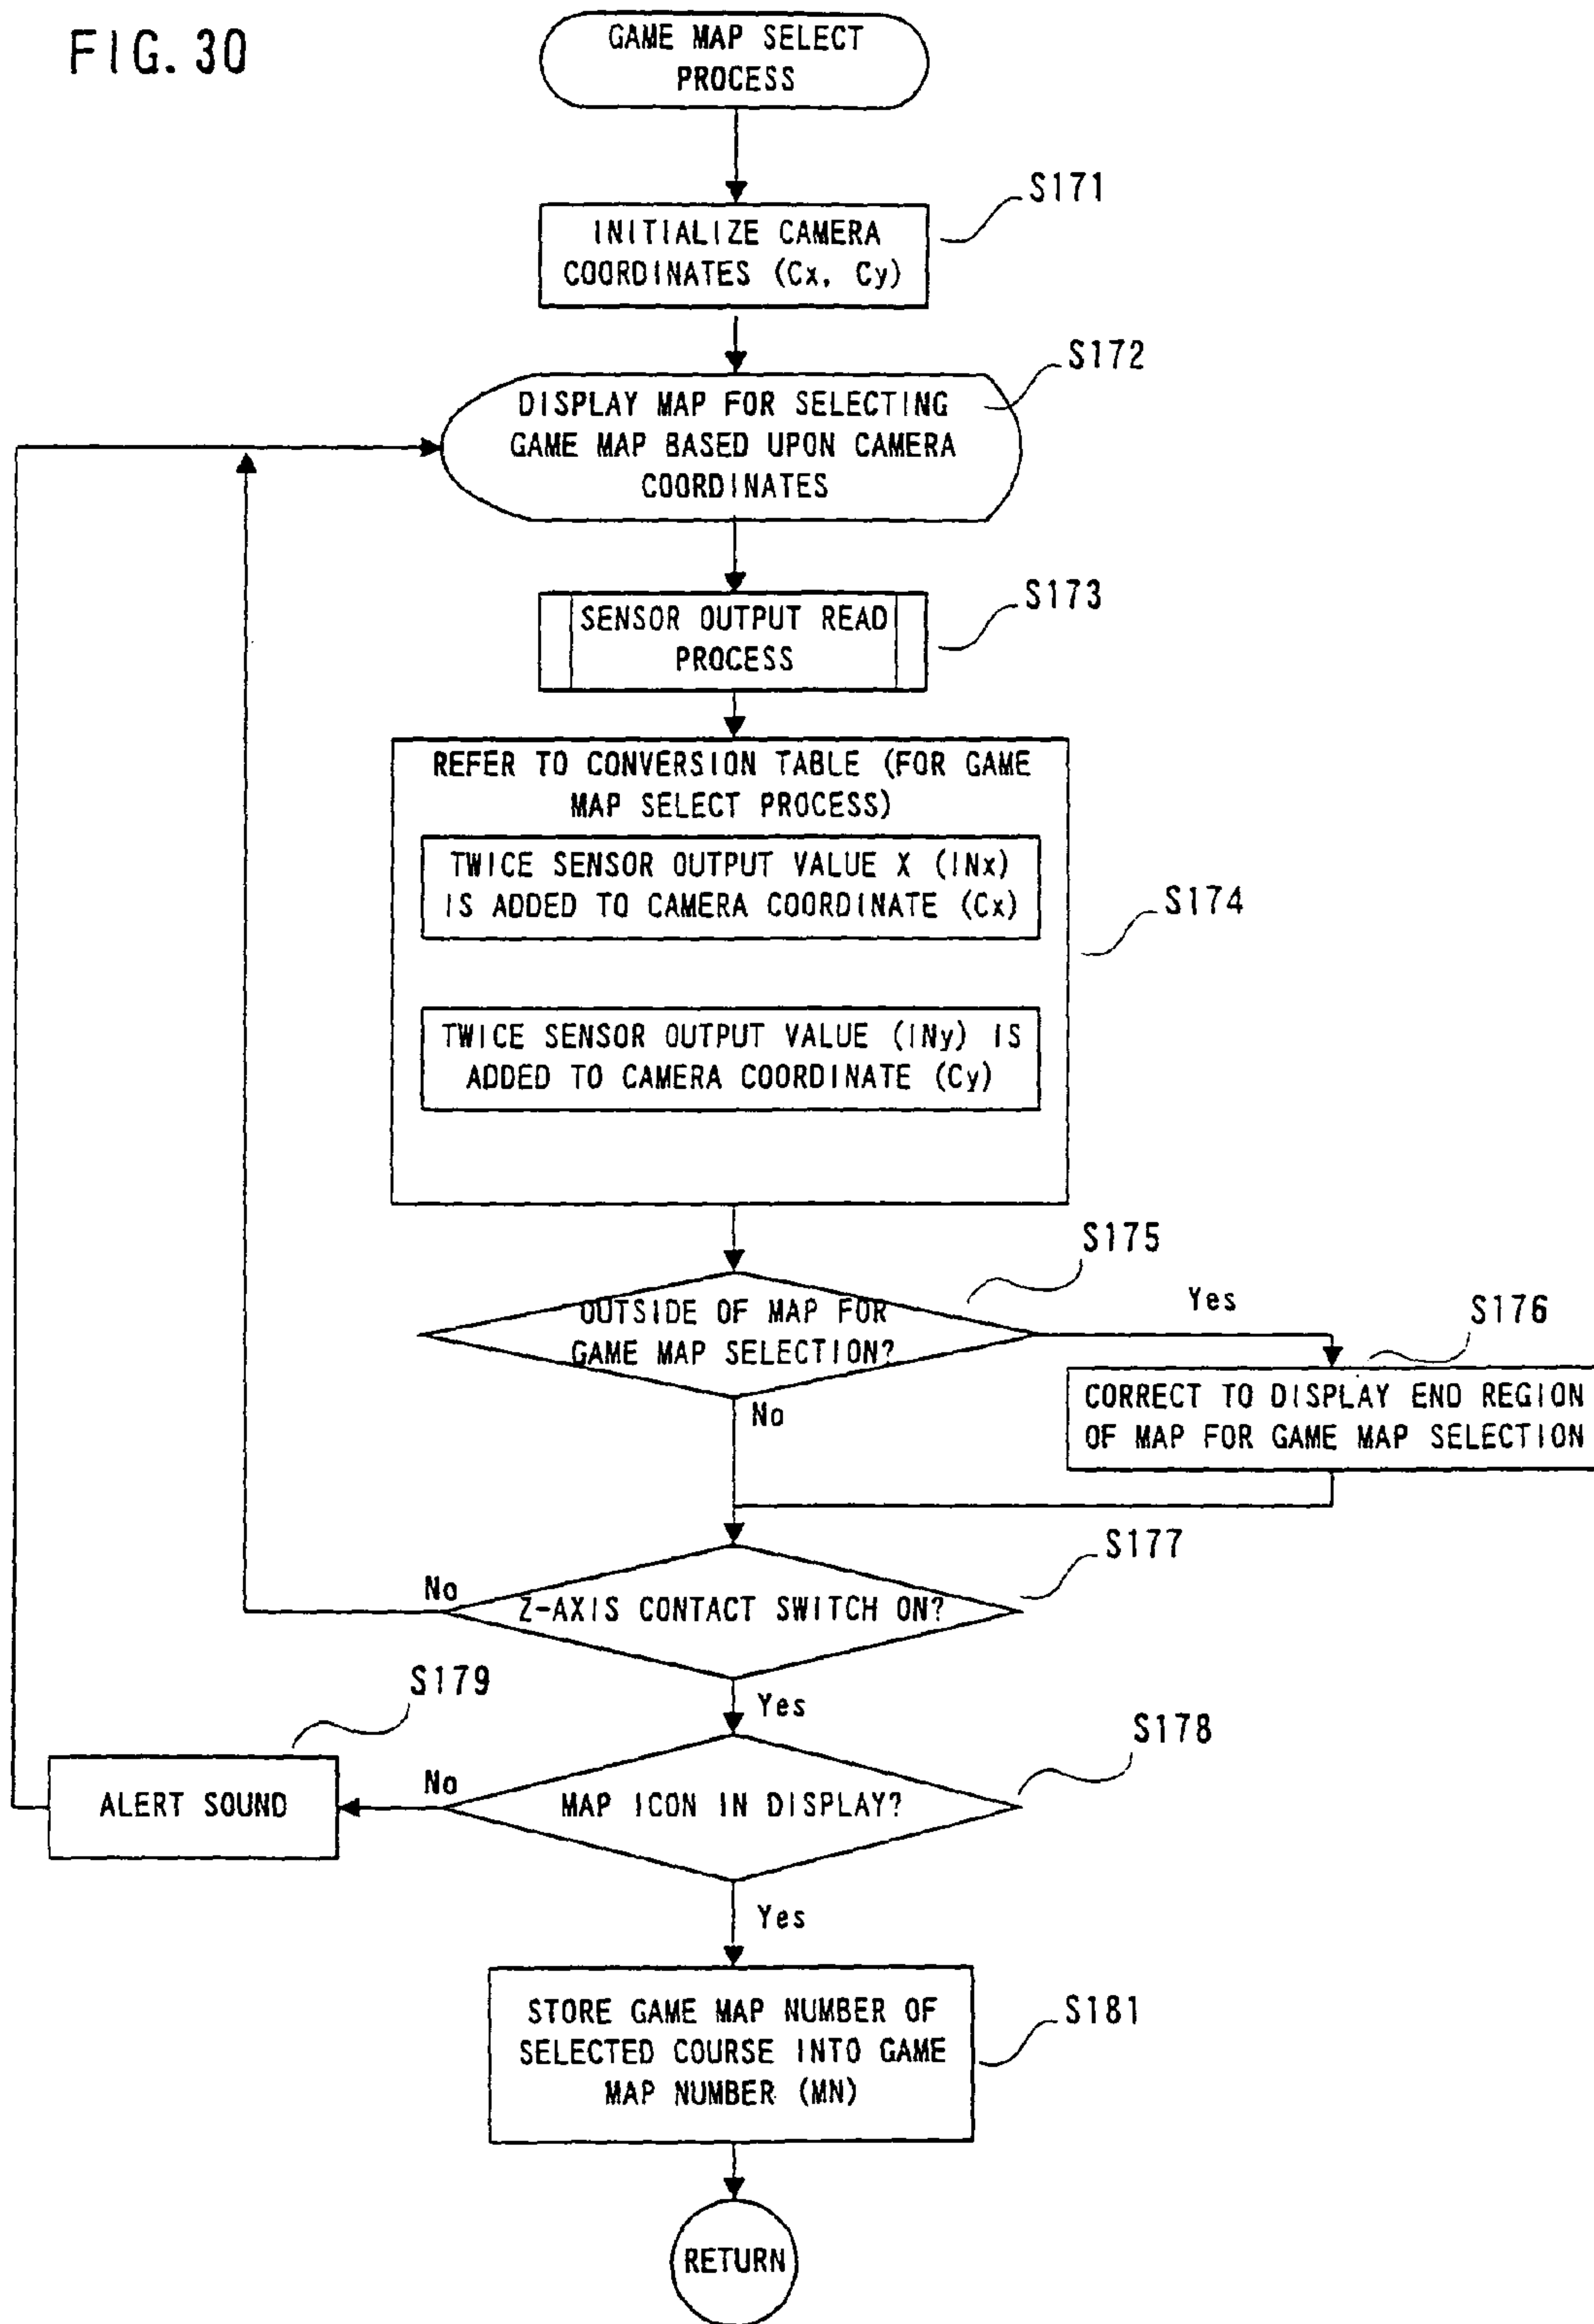 FIG. 30
GAME MAP SELECT
PROCESS
S171
INITIALIZE CAMERA
COORDINATES (Cx, Cy)
S172
DISPLAY MAP FOR SELECTING
GAME MAP BASED UPON CAMERA
COORDINATES
S173
SENSOR OUTPUT READ
PROCESS
REFER TO CONVERSION TABLE (FOR GAME
MAP SELECT PROCESS)
TWICE SENSOR OUTPUT VALUE X (INx)
IS ADDED TO CAMERA COORDINATE (Cx)
S174
TWICE SENSOR OUTPUT VALUE (INy) IS
ADDED TO CAMERA COORDINATE (Cy)
S175
OUTSIDE OF MAP FOR
GAME MAP SELECTION?
Yes
S176
CORRECT TO DISPLAY END REGION
OF MAP FOR GAME MAP SELECTION
No
S177
No
Z-AXIS CONTACT SWITCH ON?
Yes
S179
S178
ALERT SOUND
No
MAP ICON IN DISPLAY?
Yes
S181
STORE GAME MAP NUMBER OF
SELECTED COURSE INTO GAME
MAP NUMBER (MN)
RETURN